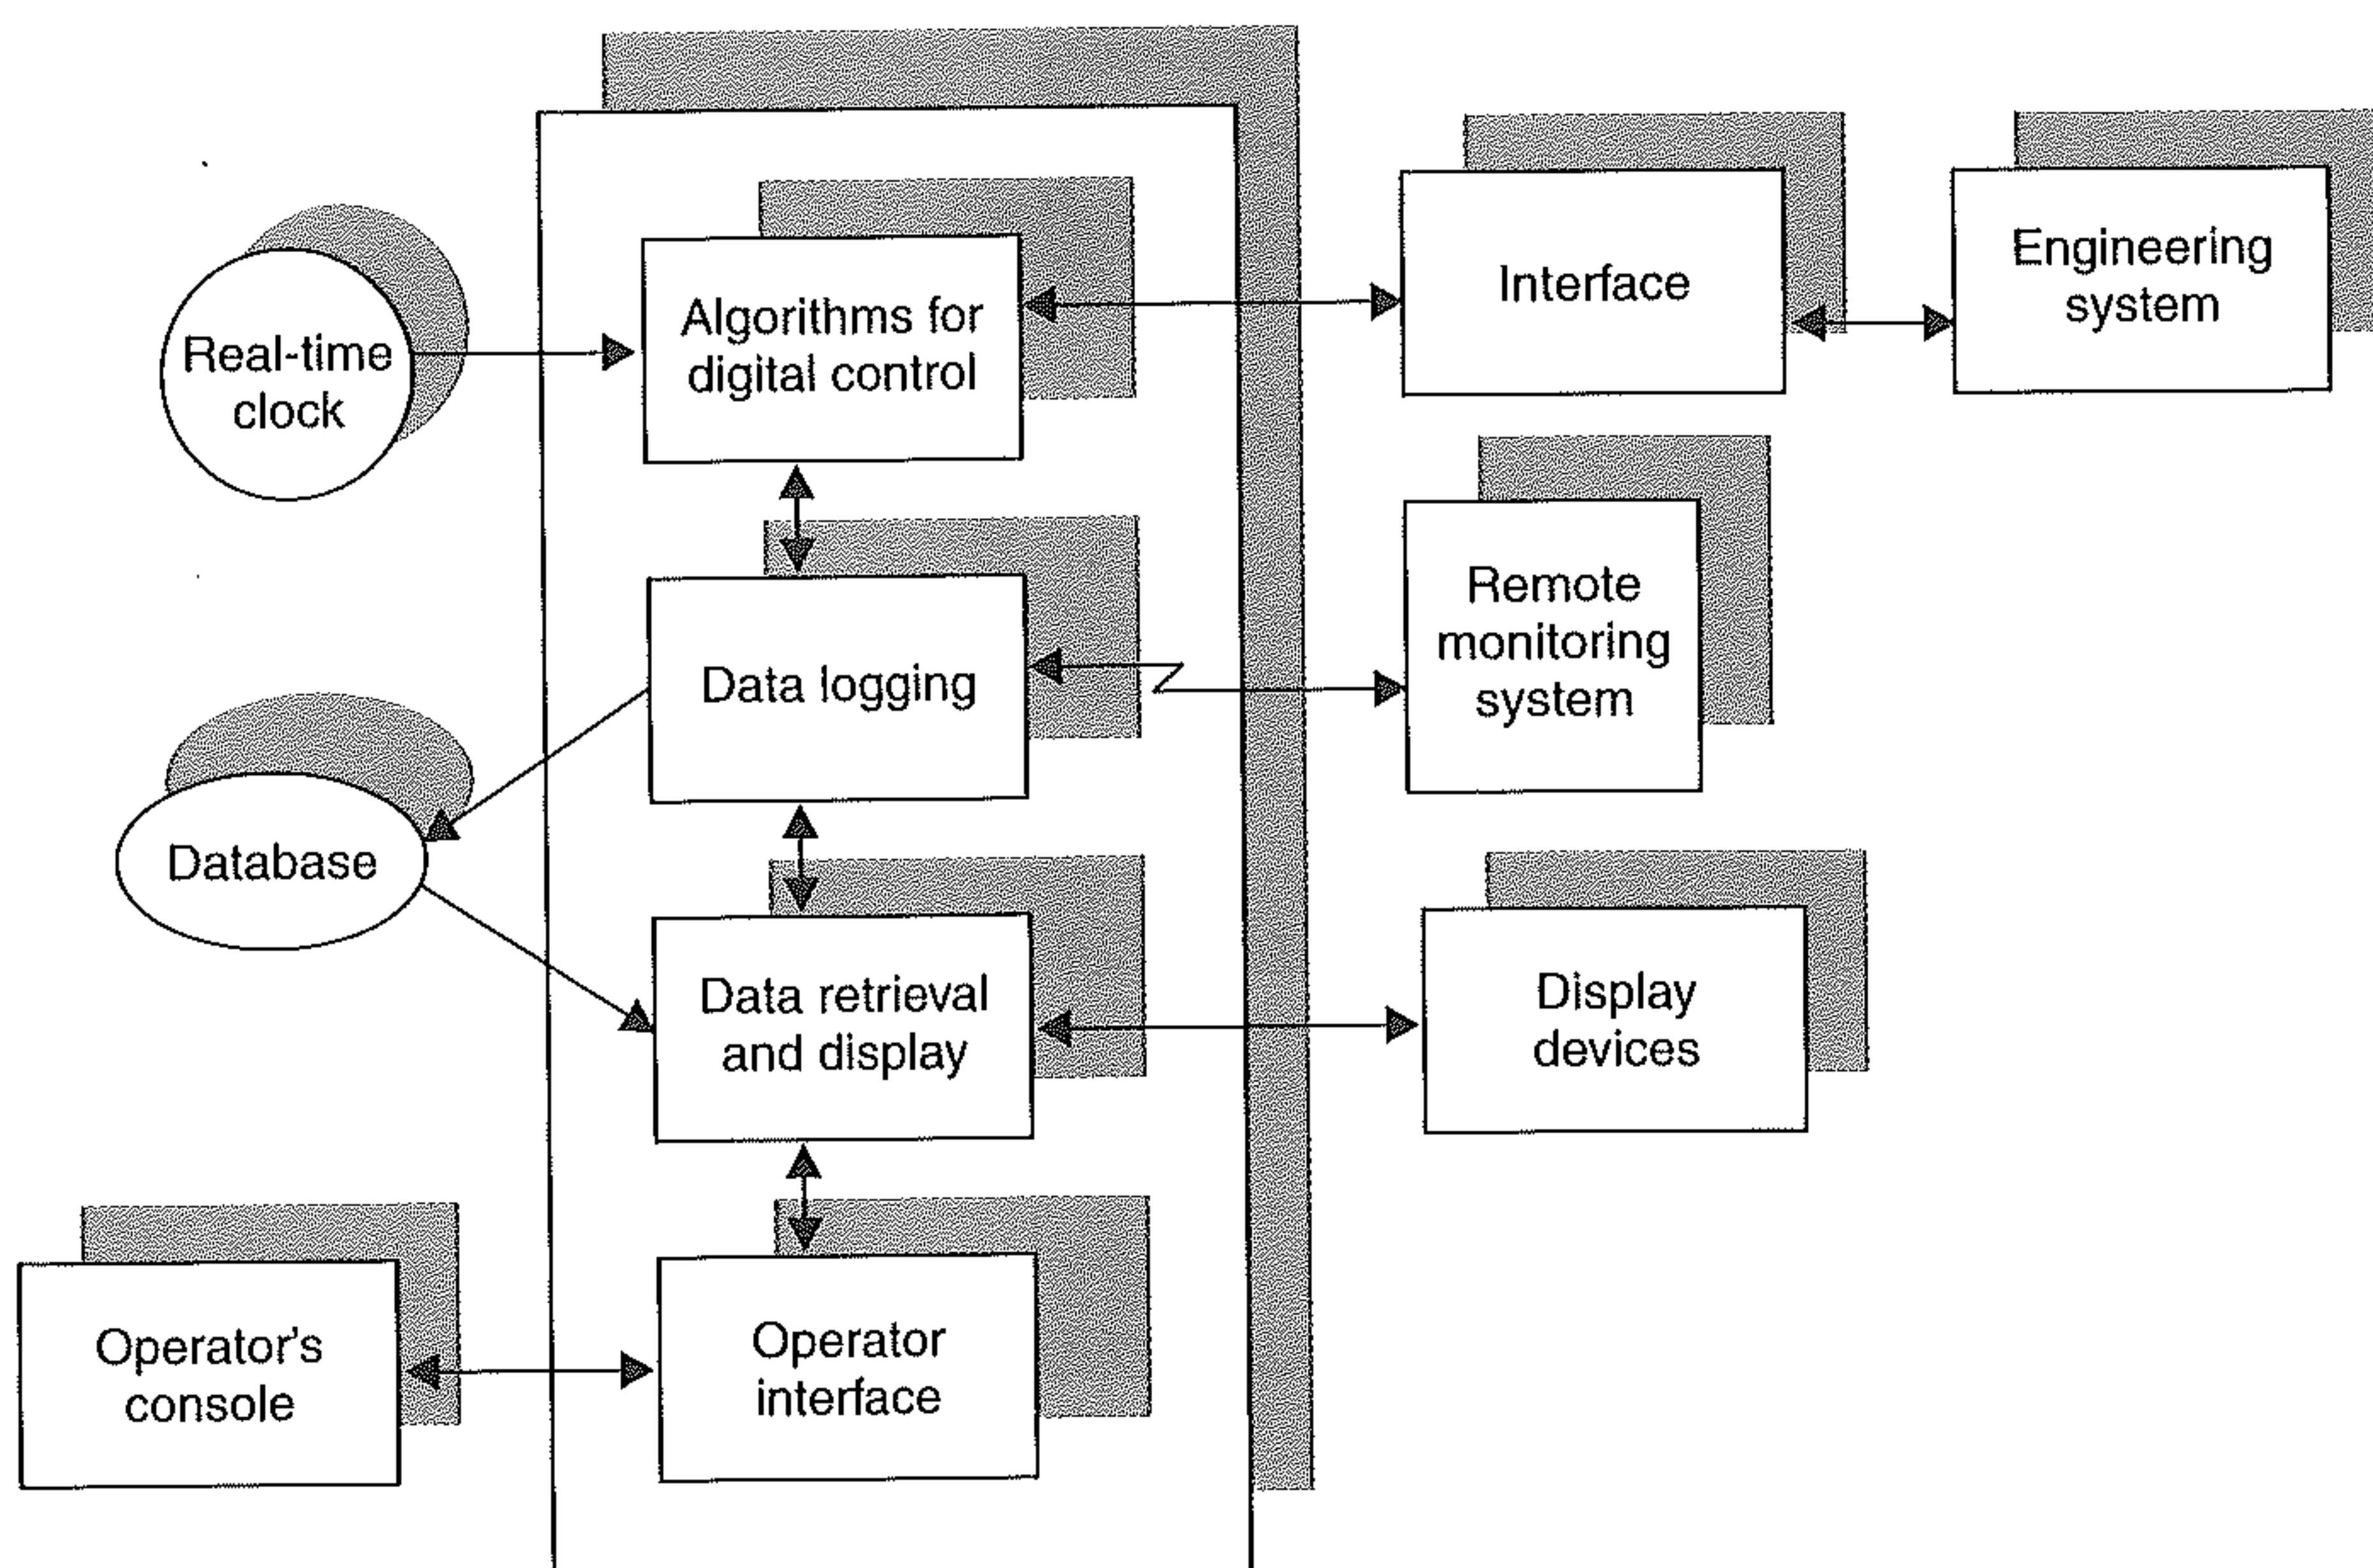 Real-time
clock
Algorithms for
digital control
Interface
Engineering
system
Data logging
Remote
monitoring
system
Database
Data retrieval
and display
Display
devices
Operator's
console
Operator
interface